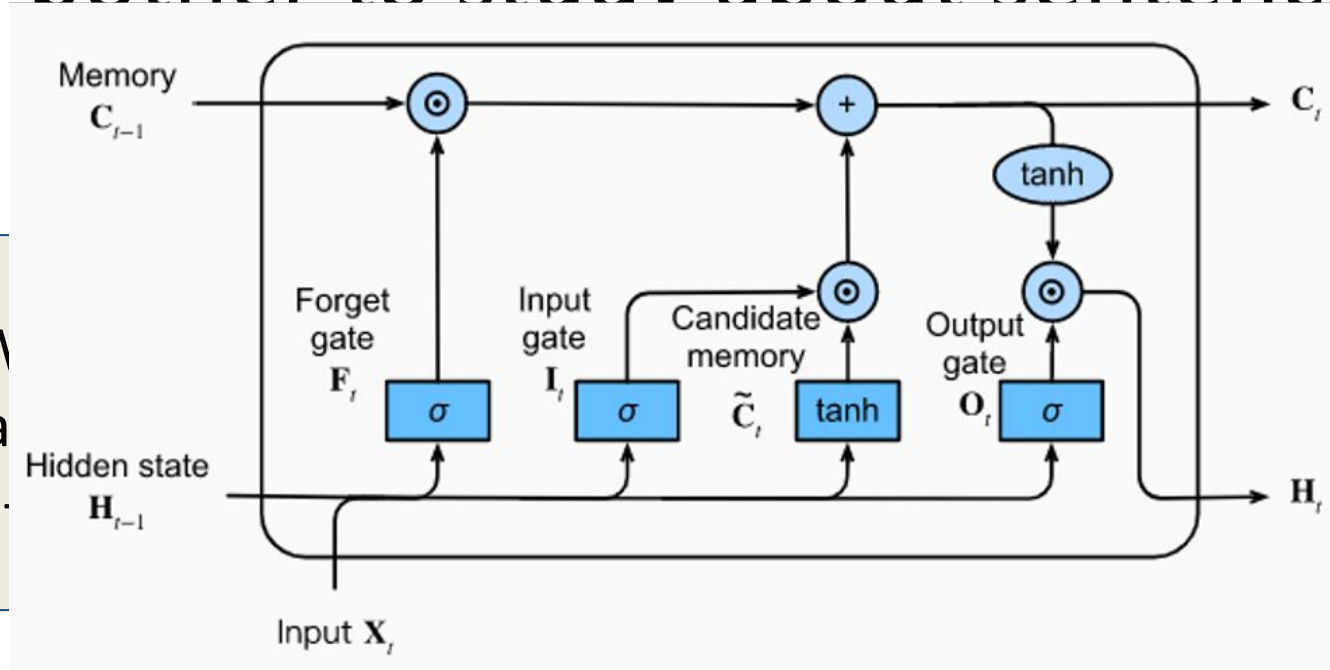 Memory
C_{t-1}
⊙
+
C_t
tanh
Forget
gate
F_t
σ
Input
gate
I_t
σ
⊙
Candidate
memory
C̃_t
tanh
⊙
Output
gate
O_t
σ
Hidden state
H_{t-1}
H_t
Input X_t